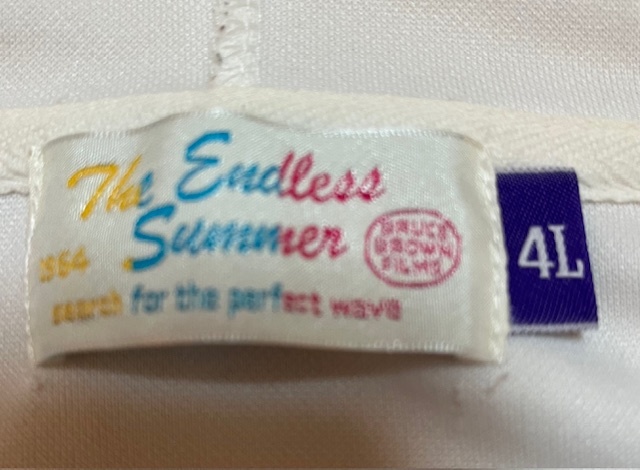 The Endless
Summer
1964
BRUCE
BROWN
FILMS
search for the perfect wave
4L